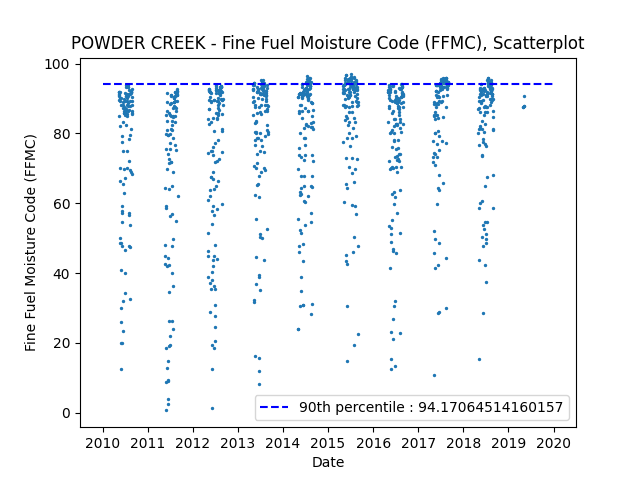 POWDER CREEK - Fine Fuel Moisture Code (FFMC), Scatterplot
Fine Fuel Moisture Code (FFMC)
100
80
60
40
20
0
90th percentile : 94.17064514160157
2010 2011 2012 2013 2014 2015 2016 2017 2018 2019 2020
Date